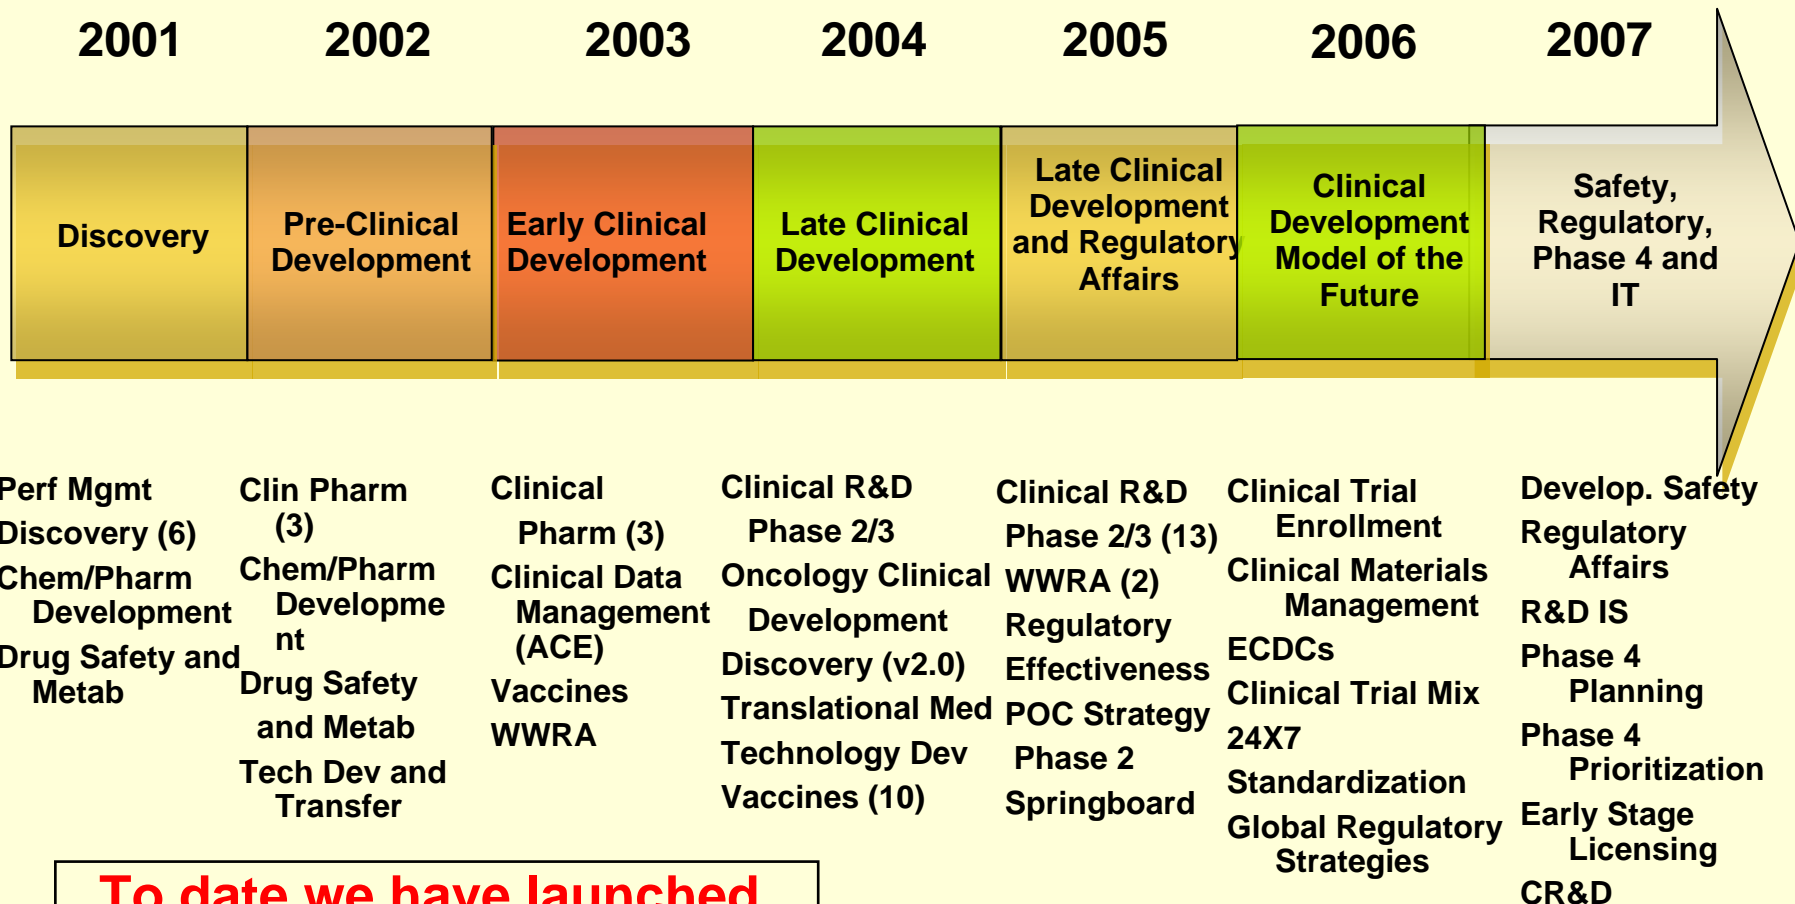 2001 2002 2003 2004 2005 2006 2007
Discovery
Pre-Clinical
Development
Early Clinical
Development
Late Clinical
Development
Late Clinical
Development
and Regulatory
Affairs
Clinical
Development
Model of the
Future
Safety,
Regulatory,
Phase 4 and
IT
Perf Mgmt
Discovery (6)
Chem/Pharm
Development
Drug Safety and
Metab
Clin Pharm
(3)
Chem/Pharm
Developme
nt
Drug Safety
and Metab
Tech Dev and
Transfer
Clinical
Pharm (3)
Clinical Data
Management
(ACE)
Vaccines
WWRA
Clinical R&D
Phase 2/3
Oncology Clinical
Development
Discovery (v2.0)
Translational Med
Technology Dev
Vaccines (10)
Clinical R&D
Phase 2/3 (13)
WWRA (2)
Regulatory
Effectiveness
POC Strategy
Phase 2
Springboard
Clinical Trial
Enrollment
Clinical Materials
Management
ECDCs
Clinical Trial Mix
24X7
Standardization
Global Regulatory
Strategies
Develop. Safety
Regulatory
Affairs
R&D IS
Phase 4
Planning
Phase 4
Prioritization
Early Stage
Licensing
CR&D
To date we have launched